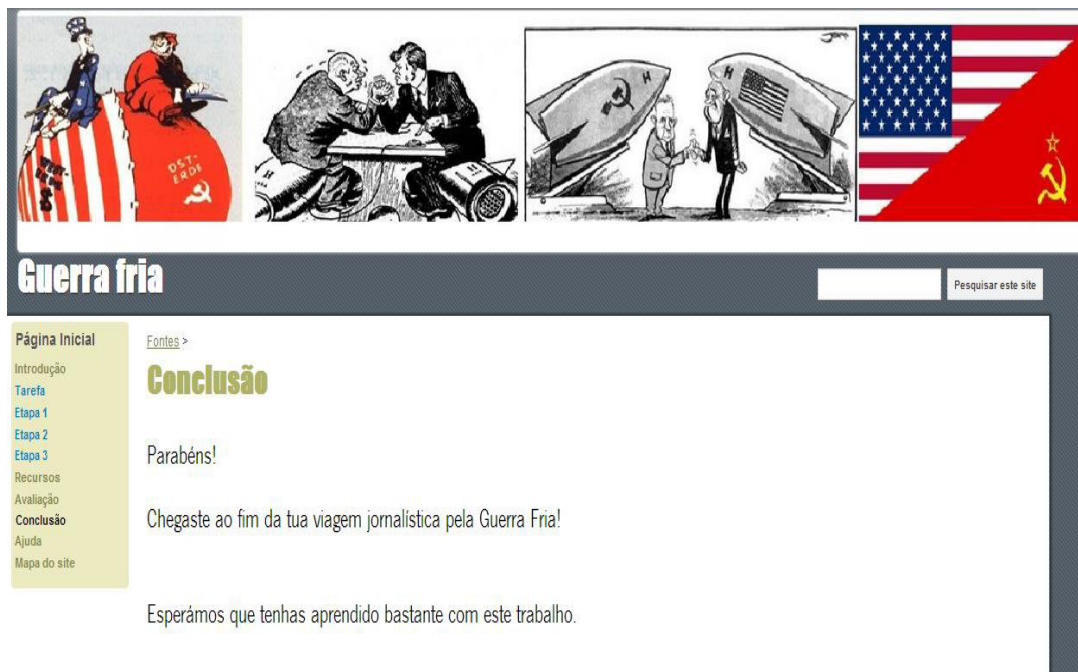 OST-
ERDE
H
H
H
H
Guerra fria
Pesquisar este site
Página Inicial
Introdução
Tarefa
Etapa 1
Etapa 2
Etapa 3
Recursos
Avaliação
Conclusão
Ajuda
Mapa do site
Fontes >
Conclusão
Parabéns!
Chegaste ao fim da tua viagem jornalística pela Guerra Fria!
Esperámos que tenhas aprendido bastante com este trabalho.